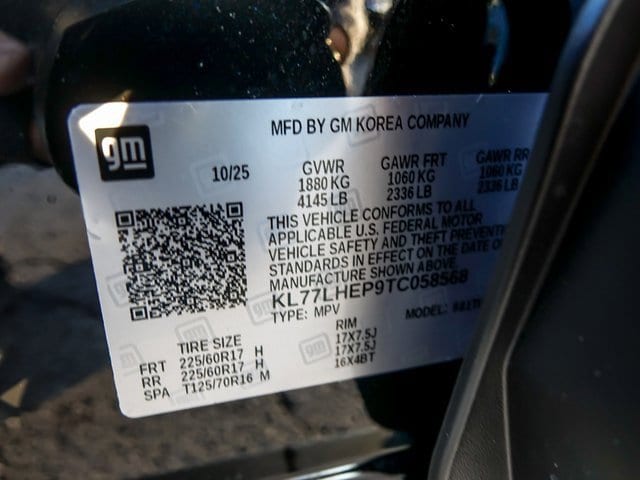 gm
MFD BY GM KOREA COMPANY
10/25
GVWR GAWR FRT GAWR RR
1880 KG 1060 KG 1060 KG
4145 LB 2336 LB 2336 LB
THIS VEHICLE CONFORMS TO ALL
APPLICABLE U.S. FEDERAL MOTOR
VEHICLE SAFETY AND THEFT PREVENTI
STANDARDS IN EFFECT ON THE DATE OF
MANUFACTURE SHOWN ABOVE
KL77LHEP9TC058568
TYPE: MPV MODEL:
TIRE SIZE RIM
FRT 225/60R17 H 17X7.5J
RR 225/60R17 H 17X7.5J
SPA T125/70R16 M 16X4BT